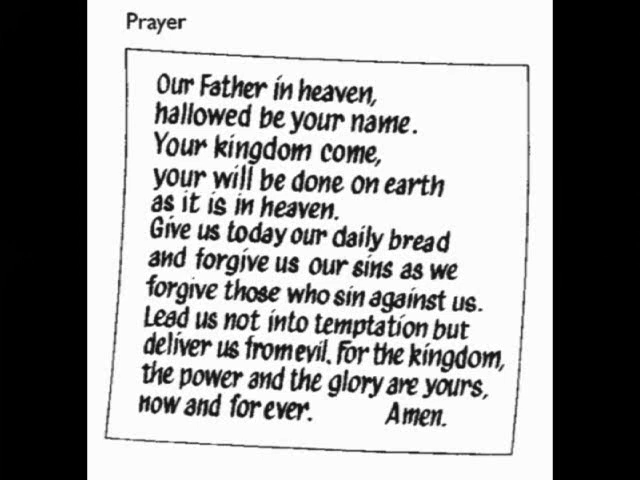 Prayer
Our Father in heaven,
hallowed be your name.
Your kingdom come,
your will be done on earth
as it is in heaven.
Give us today our daily bread
and forgive us our sins as we
forgive those who sin against us.
Lead us not into temptation but
deliver us from evil. For the kingdom,
the power and the glory are yours,
now and for ever. Amen.